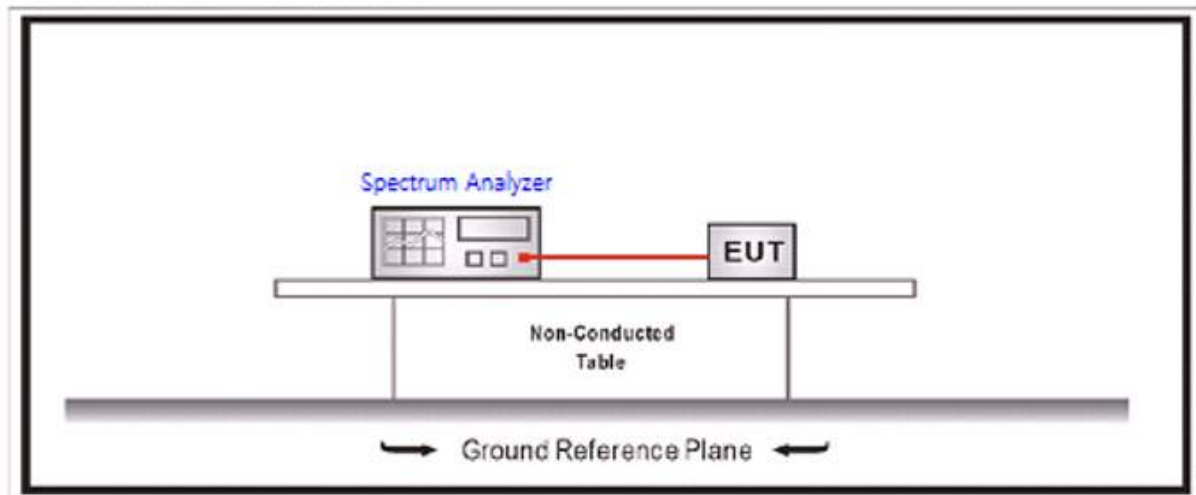 Spectrum Analyzer
EUT
Non-Conducted
Table
Ground Reference Plane